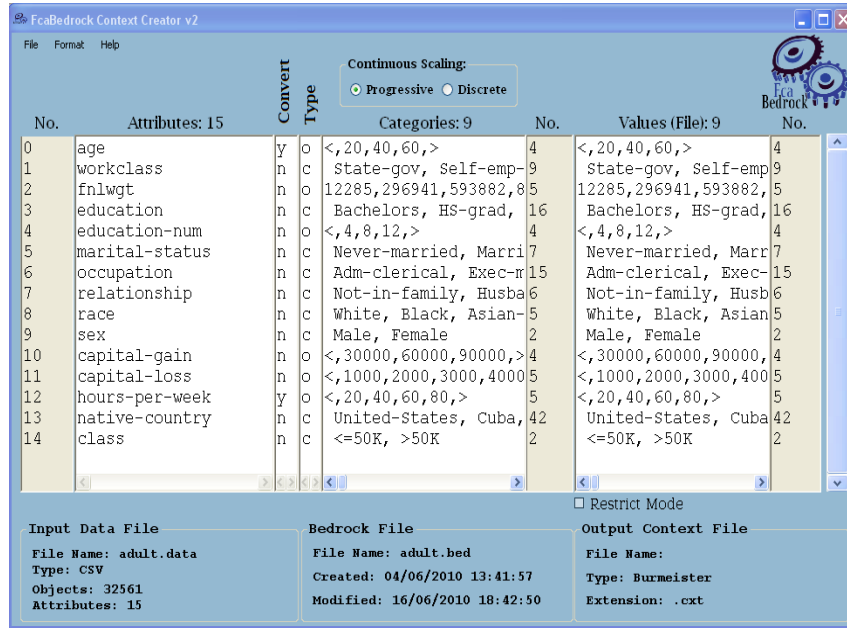 FcaBedrock Context Creator v2
File Format Help
Continuous Scaling:
Progressive Discrete
Convert
Type
Fca
Bedrock
No. Attributes: 15 Categories: 9 No. Values (File): 9 No.
0 age y o <,20,40,60,> 4 <,20,40,60,> 4
1 workclass n c State-gov, Self-emp- 9 State-gov, Self-emp 9
2 fnlwgt n o 12285,296941,593882,8 5 12285,296941,593882, 5
3 education n c Bachelors, HS-grad, 16 Bachelors, HS-grad, 16
4 education-num n o <,4,8,12,> 4 <,4,8,12,> 4
5 marital-status n c Never-married, Marri 7 Never-married, Marr 7
6 occupation n c Adm-clerical, Exec-m 15 Adm-clerical, Exec- 15
7 relationship n c Not-in-family, Husba 6 Not-in-family, Husb 6
8 race n c White, Black, Asian- 5 White, Black, Asian 5
9 sex n c Male, Female 2 Male, Female 2
10 capital-gain n o <,30000,60000,90000,> 4 <,30000,60000,90000, 4
11 capital-loss n o <,1000,2000,3000,4000 5 <,1000,2000,3000,400 5
12 hours-per-week y o <,20,40,60,80,> 5 <,20,40,60,80,> 5
13 native-country n c United-States, Cuba, 42 United-States, Cuba 42
14 class n c <=50K, >50K 2 <=50K, >50K 2
Restrict Mode
Input Data File
File Name: adult.data
Type: CSV
Objects: 32561
Attributes: 15
Bedrock File
File Name: adult.bed
Created: 04/06/2010 13:41:57
Modified: 16/06/2010 18:42:50
Output Context File
File Name:
Type: Burmeister
Extension: .cxt